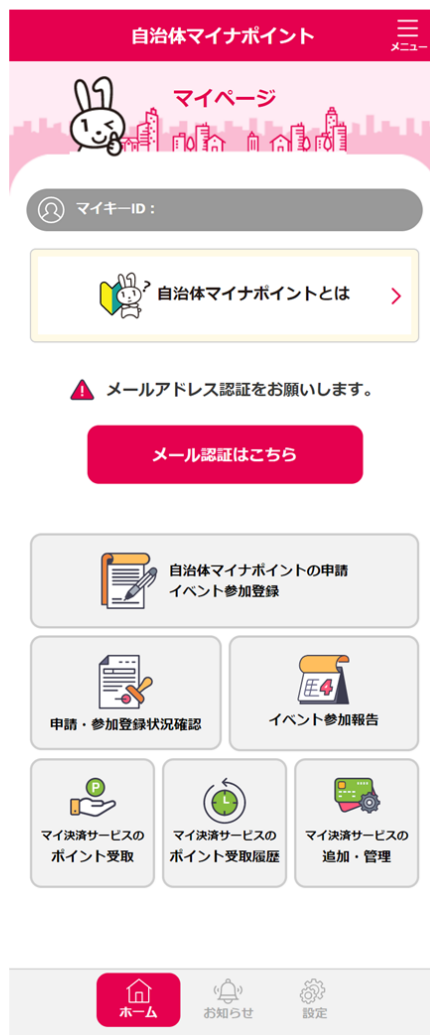 自治体マイナポイント
メニュー
マイページ
マイキーID：
?
自治体マイナポイントとは
メールアドレス認証をお願いします。
メール認証はこちら
自治体マイナポイントの申請
イベント参加登録
申請・参加登録状況確認
4
イベント参加報告
P
マイ決済サービスの
ポイント受取
マイ決済サービスの
ポイント受取履歴
マイ決済サービスの
追加・管理
ホーム
お知らせ
設定